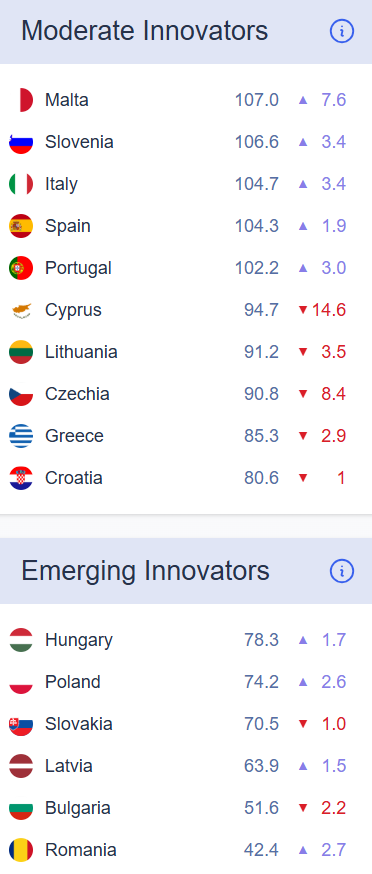 Moderate Innovators
Malta 107.0 ▲ 7.6
Slovenia 106.6 ▲ 3.4
Italy 104.7 ▲ 3.4
Spain 104.3 ▲ 1.9
Portugal 102.2 ▲ 3.0
Cyprus 94.7 ▼ 14.6
Lithuania 91.2 ▼ 3.5
Czechia 90.8 ▼ 8.4
Greece 85.3 ▼ 2.9
Croatia 80.6 ▼ 1
Emerging Innovators
Hungary 78.3 ▲ 1.7
Poland 74.2 ▲ 2.6
Slovakia 70.5 ▼ 1.0
Latvia 63.9 ▲ 1.5
Bulgaria 51.6 ▼ 2.2
Romania 42.4 ▲ 2.7